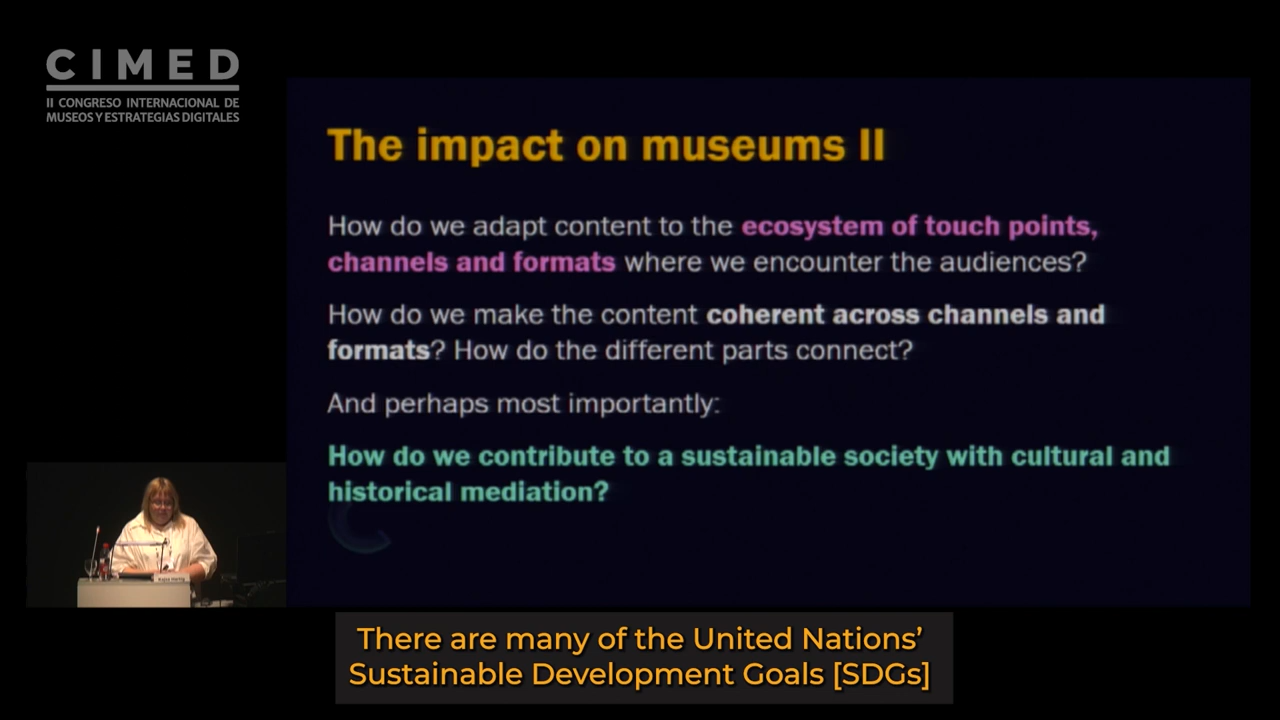 CIMED
II CONGRESO INTERNACIONAL DE
MUSEOS Y ESTRATEGIAS DIGITALES
The impact on museums II
How do we adapt content to the ecosystem of touch points,
channels and formats where we encounter the audiences?
How do we make the content coherent across channels and
formats? How do the different parts connect?
And perhaps most importantly:
How do we contribute to a sustainable society with cultural and
historical mediation?
There are many of the United Nations’
Sustainable Development Goals [SDGs]